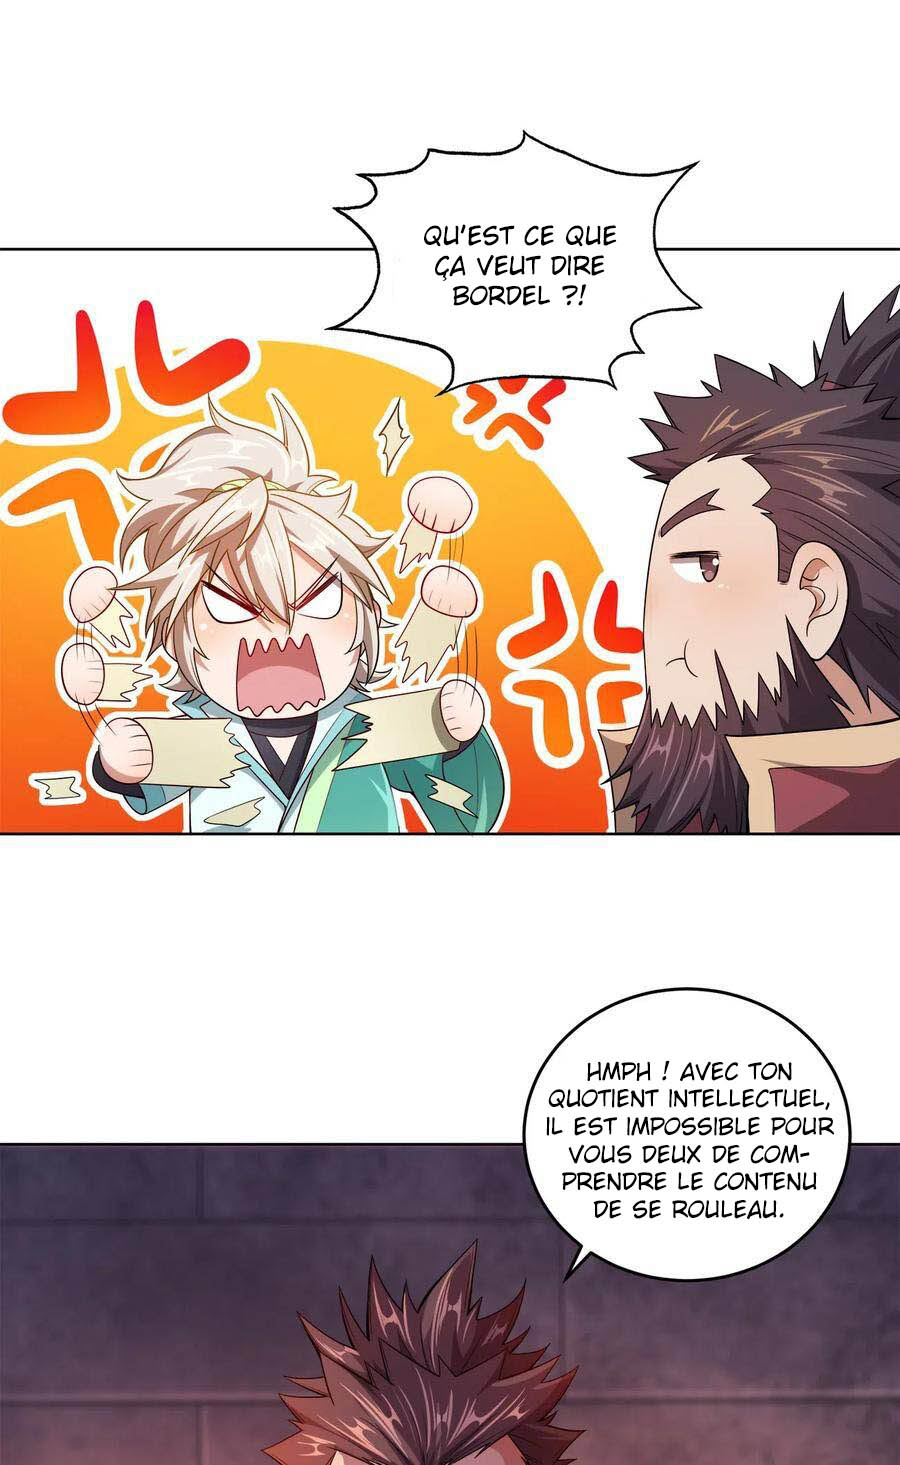 QU'EST CE QUE
ÇA VEUT DIRE
BORDEL ?!
HMPH ! AVEC TON
QUOTIENT INTELLECTUEL,
IL EST IMPOSSIBLE POUR
VOUS DEUX DE COM-
PRENDRE LE CONTENU
DE SE ROULEAU.